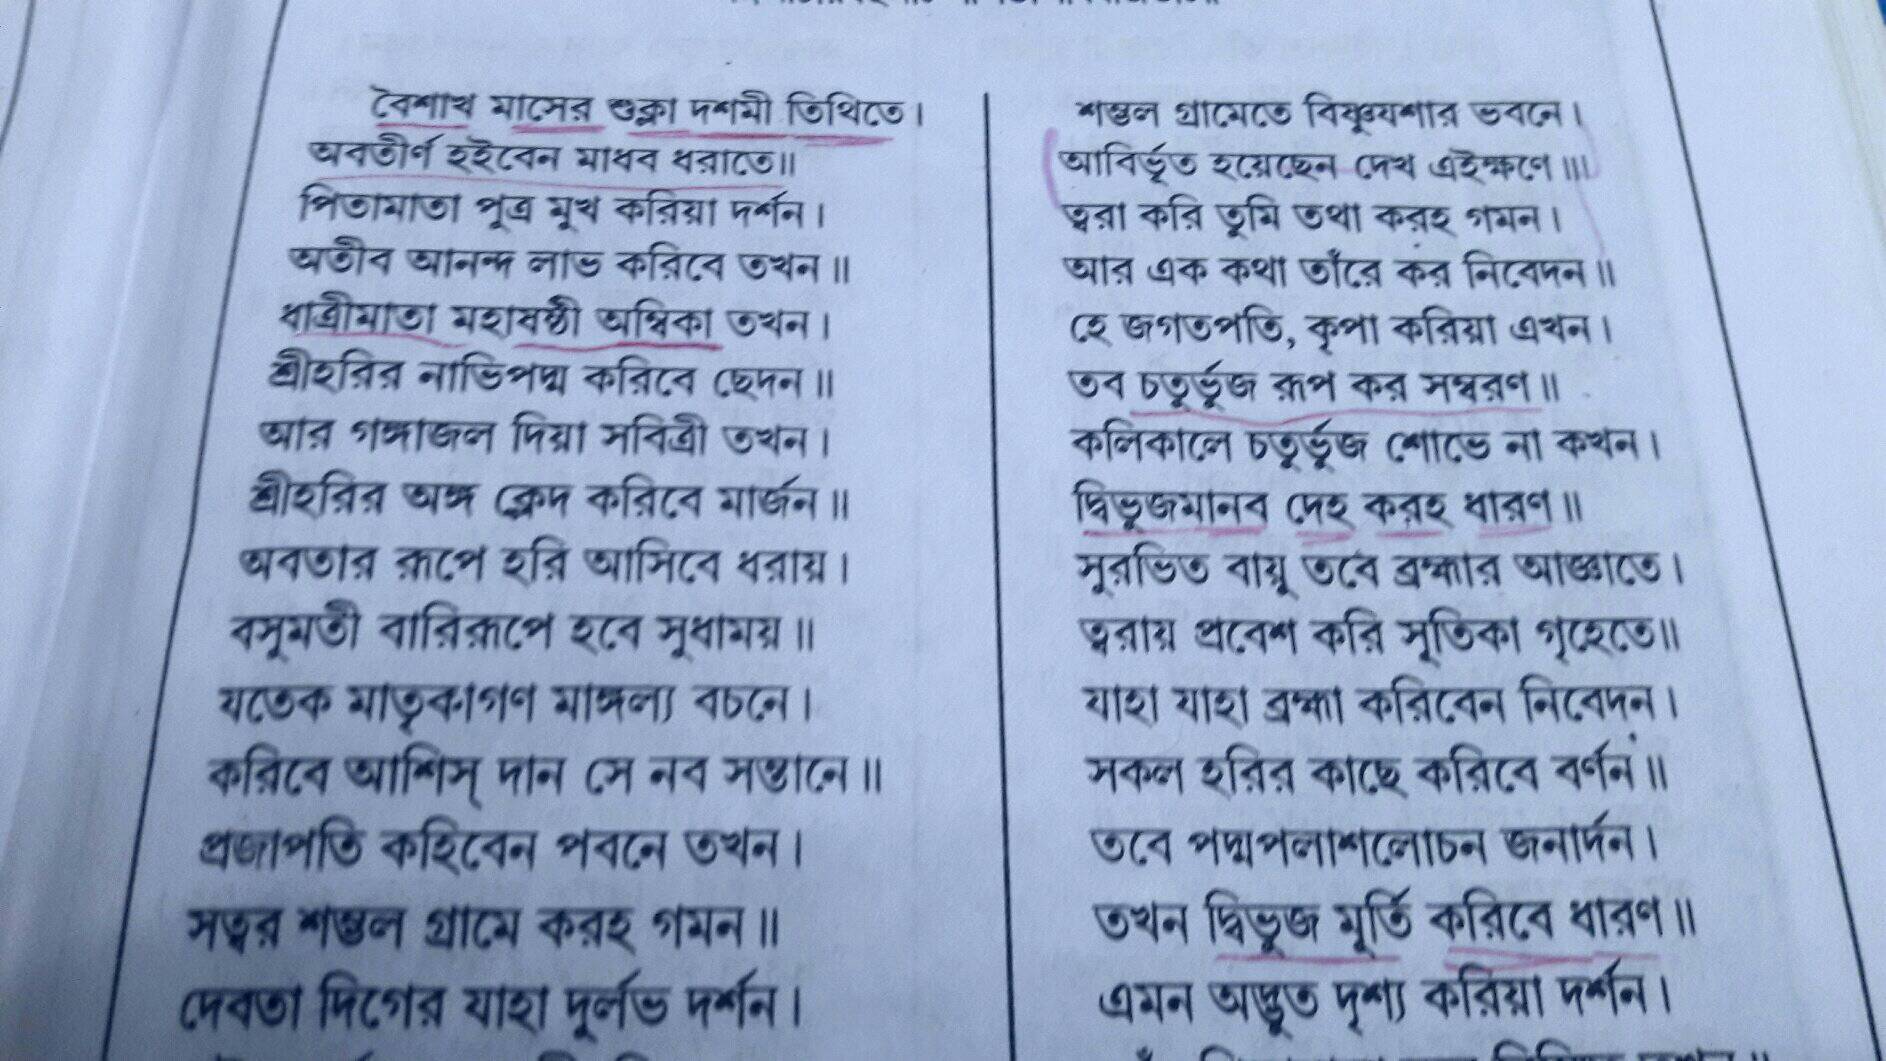 বৈশাখ মাসের শুক্লা দশমী তিথিতে।
অবতীর্ণ হইবেন মাধব ধরাতে॥
পিতামাতা পুত্র মুখ করিয়া দর্শন।
অতীব আনন্দ লাভ করিবে তখন॥
ধাত্রীমাতা মহাষষ্ঠী অম্বিকা তখন।
শ্রীহরির নাভিপদ্ম করিবে ছেদন॥
আর গঙ্গাজল দিয়া সবিত্রী তখন।
শ্রীহরির অঙ্গ ক্লেদ করিবে মার্জন॥
অবতার রূপে হরি আসিবে ধরায়।
বসুমতী বারিরূপে হবে সুধাময়॥
যতেক মাতৃকাগণ মাঙ্গল্য বচনে।
করিবে আশিস্ দান সে নব সন্তানে॥
প্রজাপতি কহিবেন পবনে তখন।
সত্বর শম্ভল গ্রামে করহ গমন॥
দেবতা দিগের যাহা দুর্লভ দর্শন।
শম্ভল গ্রামেতে বিষ্ণুযশার ভবনে।
আবির্ভূত হয়েছেন দেখ এইক্ষণে॥
ত্বরা করি তুমি তথা করহ গমন।
আর এক কথা তাঁরে কর নিবেদন॥
হে জগতপতি, কৃপা করিয়া এখন।
তব চতুর্ভুজ রূপ কর সম্বরণ॥
কলিকালে চতুর্ভুজ শোভে না কখন।
দ্বিভুজমানব দেহ করহ ধারণ॥
সুরভিত বায়ু তবে ব্রহ্মার আজ্ঞাতে।
ত্বরায় প্রবেশ করি সূতিকা গৃহেতে॥
যাহা যাহা ব্রহ্মা করিবেন নিবেদন।
সকল হরির কাছে করিবে বর্ণন॥
তবে পদ্মপলাশলোচন জনার্দন।
তখন দ্বিভুজ মূর্তি করিবে ধারণ॥
এমন অদ্ভুত দৃশ্য করিয়া দর্শন।